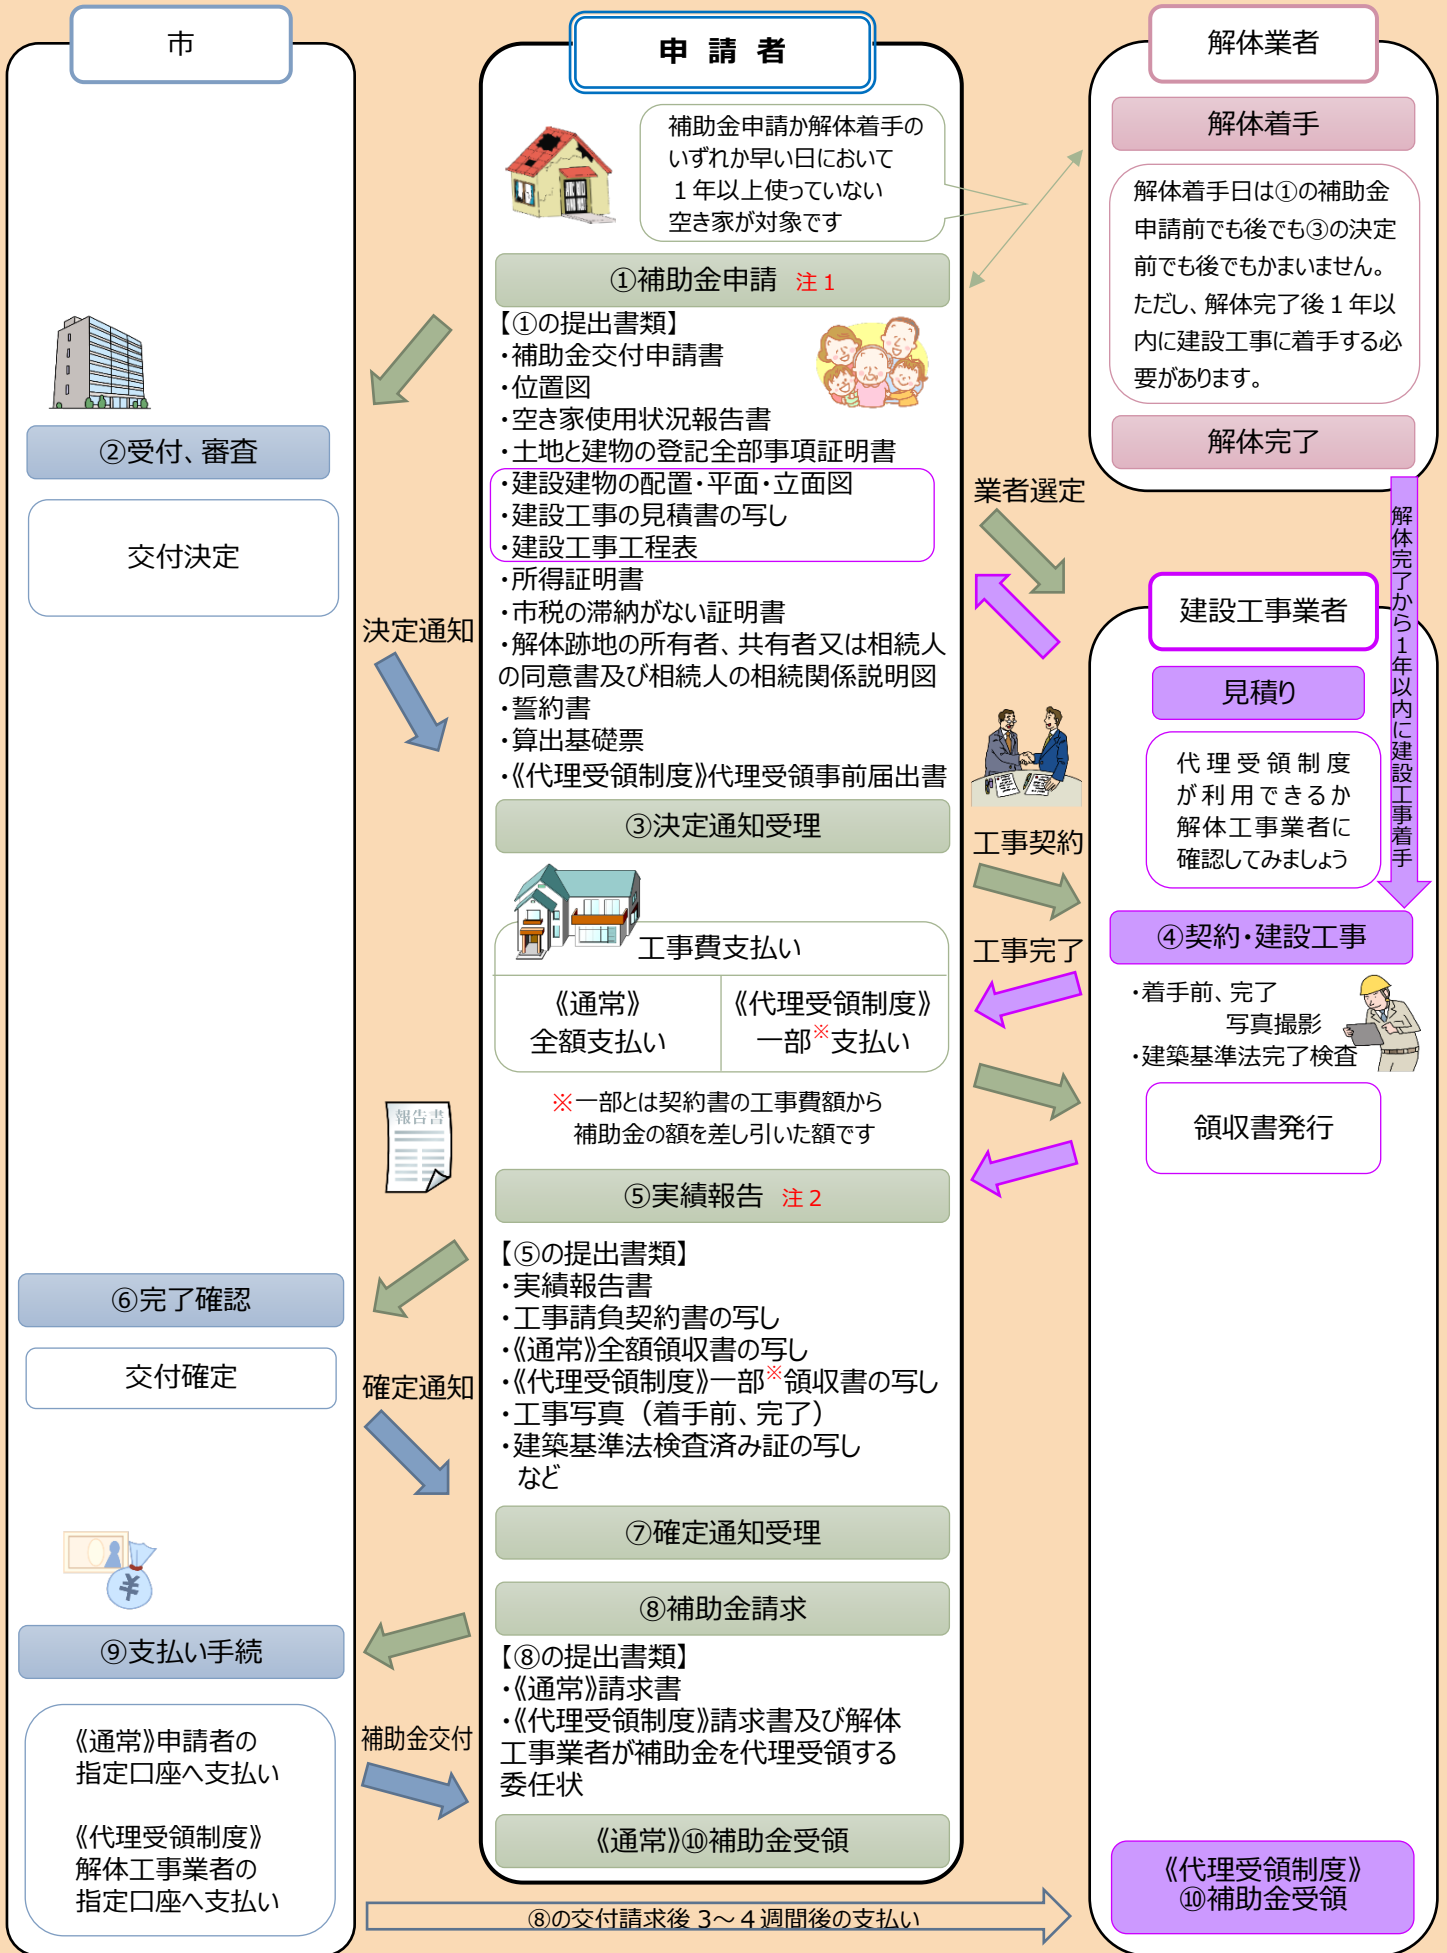 市
②受付、審査
交付決定
決定通知
⑥完了確認
交付確定
確定通知
⑨支払い手続
《通常》申請者の
指定口座へ支払い
《代理受領制度》
解体工事業者の
指定口座へ支払い
補助金交付
⑧の交付請求後３～４週間後の支払い
申 請 者
補助金申請か解体着手の
いずれか早い日において
１年以上使っていない
空き家が対象です
①補助金申請 注１
【①の提出書類】
・補助金交付申請書
・位置図
・空き家使用状況報告書
・土地と建物の登記全部事項証明書
・建設建物の配置・平面・立面図
・建設工事の見積書の写し
・建設工事工程表
・所得証明書
・市税の滞納がない証明書
・解体跡地の所有者、共有者又は相続人
の同意書及び相続人の相続関係説明図
・誓約書
・算出基礎票
・《代理受領制度》代理受領事前届出書
③決定通知受理
工事費支払い
《通常》
全額支払い
《代理受領制度》
一部※支払い
※一部とは契約書の工事費額から
補助金の額を差し引いた額です
報告書
⑤実績報告 注２
【⑤の提出書類】
・実績報告書
・工事請負契約書の写し
・《通常》全額領収書の写し
・《代理受領制度》一部※領収書の写し
・工事写真（着手前、完了）
・建築基準法検査済み証の写し
など
⑦確定通知受理
⑧補助金請求
【⑧の提出書類】
・《通常》請求書
・《代理受領制度》請求書及び解体
工事業者が補助金を代理受領する
委任状
《通常》⑩補助金受領
業者選定
工事契約
工事完了
解体業者
解体着手
解体着手日は①の補助金
申請前でも後でも③の決定
前でも後でもかまいません。
ただし、解体完了後１年以
内に建設工事に着手する必
要があります。
解体完了
解体完了から１年以内に建設工事着手
建設工事業者
見積り
代理受領制度
が利用できるか
解体工事業者に
確認してみましょう
④契約・建設工事
・着手前、完了
写真撮影
・建築基準法完了検査
領収書発行
《代理受領制度》
⑩補助金受領